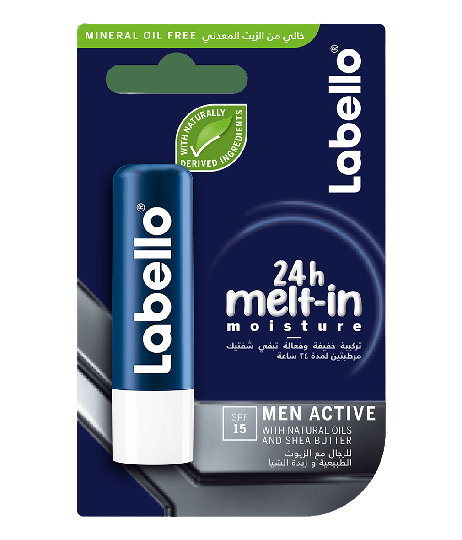 MINERAL OIL FREE خالي من الزيت المعدني
Labello®
WITH NATURALLY
DERIVED INGREDIENTS
Labello®
24h
melt-in
moisture
تركيبة خفيفة وفعالة تبقي شفتيك
مرطبتين لمدة ٢٤ ساعة
SPF
15
MEN ACTIVE
WITH NATURAL OILS
AND SHEA BUTTER
للرجال مع الزيوت
الطبيعية و زبدة الشيا